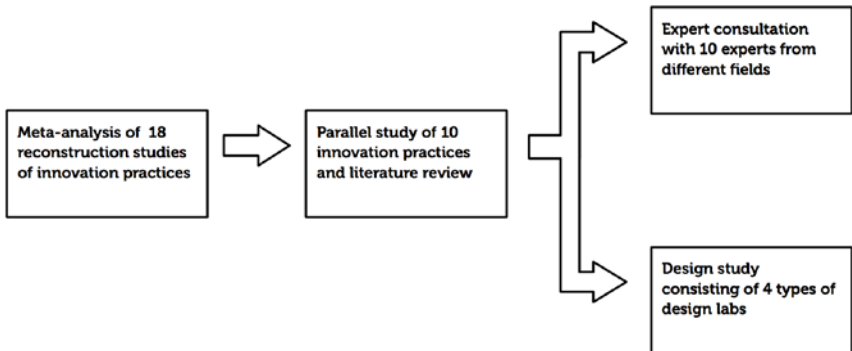 Meta-analysis of 18
reconstruction studies
of innovation practices
Parallel study of 10
innovation practices
and literature review
Expert consultation
with 10 experts from
different fields
Design study
consisting of 4 types of
design labs